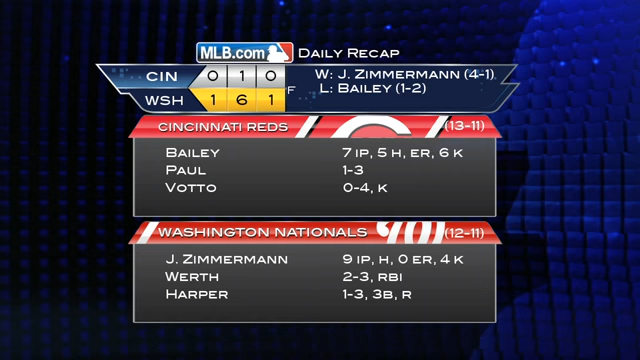 MLB.com Daily Recap
CIN 0 1 0 W: J. Zimmermann (4-1)
WSH 1 6 1 F L: Bailey (1-2)
Cincinnati Reds (13-11)
Bailey 7 IP, 5 H, ER, 6 K
Paul 1-3
Votto 0-4, K
Washington Nationals (12-11)
J. Zimmermann 9 IP, H, 0 ER, 4 K
Werth 2-3, RBI
Harper 1-3, 3B, R